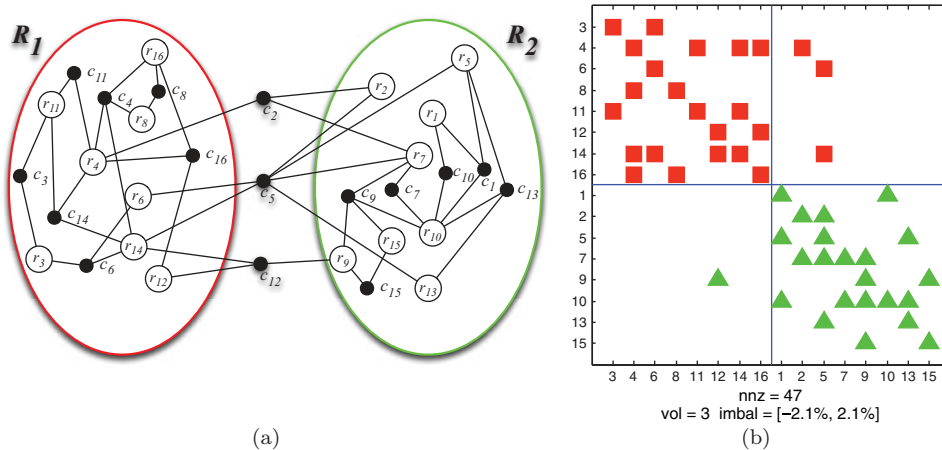 R1
R2
r16
c11
c4
c8
r11
r8
r4
c16
c3
r6
c14
r14
r3
c6
r12
c2
c5
c12
r5
r2
r1
r7
c10
c1
c13
c9
c7
r15
r10
r9
c15
r13
3
4
6
8
11
12
14
16
1
2
5
7
9
10
13
15
3 4 6 8 11 12 14 16 1 2 5 7 9 10 13 15
nnz = 47
vol = 3 imbal = [−2.1%, 2.1%]
(a)
(b)